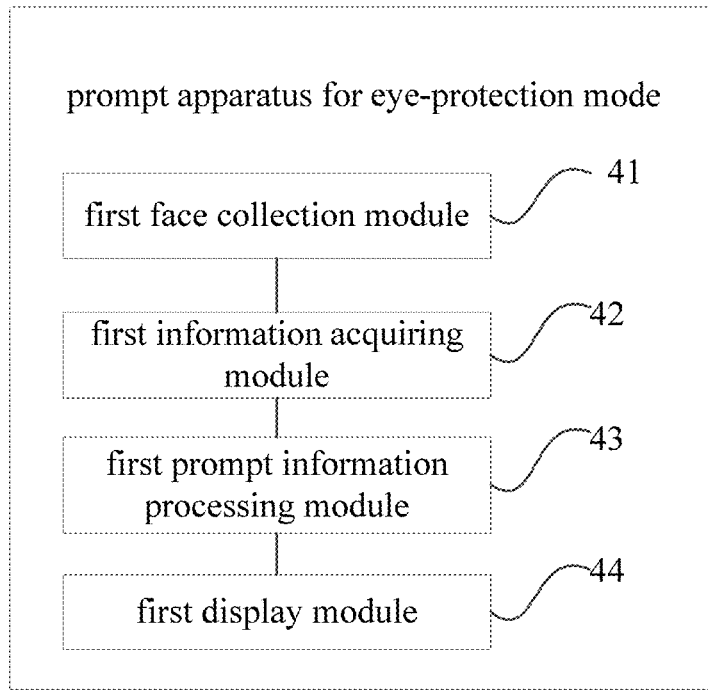 prompt apparatus for eye-protection mode
41
first face collection module
42
first information acquiring
module
43
first prompt information
processing module
44
first display module